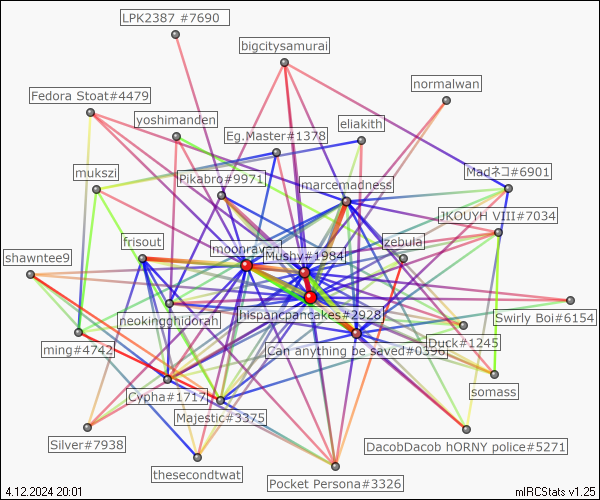 LPK2387 #7690
bigcitysamurai
normalwan
Fedora Stoat#4479
yoshimanden
eliakith
Eg.Master#1378
mukszi
Pikabro#9971
marcemadness
Madネコ#6901
JKOUYH VIII#7034
frisout
moonraven
Mushy#1984
zebula
shawntee9
neokingghidorah
hispancpancakes#2928
Swirly Boi#6154
ming#4742
Can anything be saved#0396
Duck#1245
somass
Cypha#1717
Majestic#3375
Silver#7938
DacobDacob hORNY police#5271
thesecondtwat
Pocket Persona#3326
4.12.2024 20:01
mIRCStats v1.25